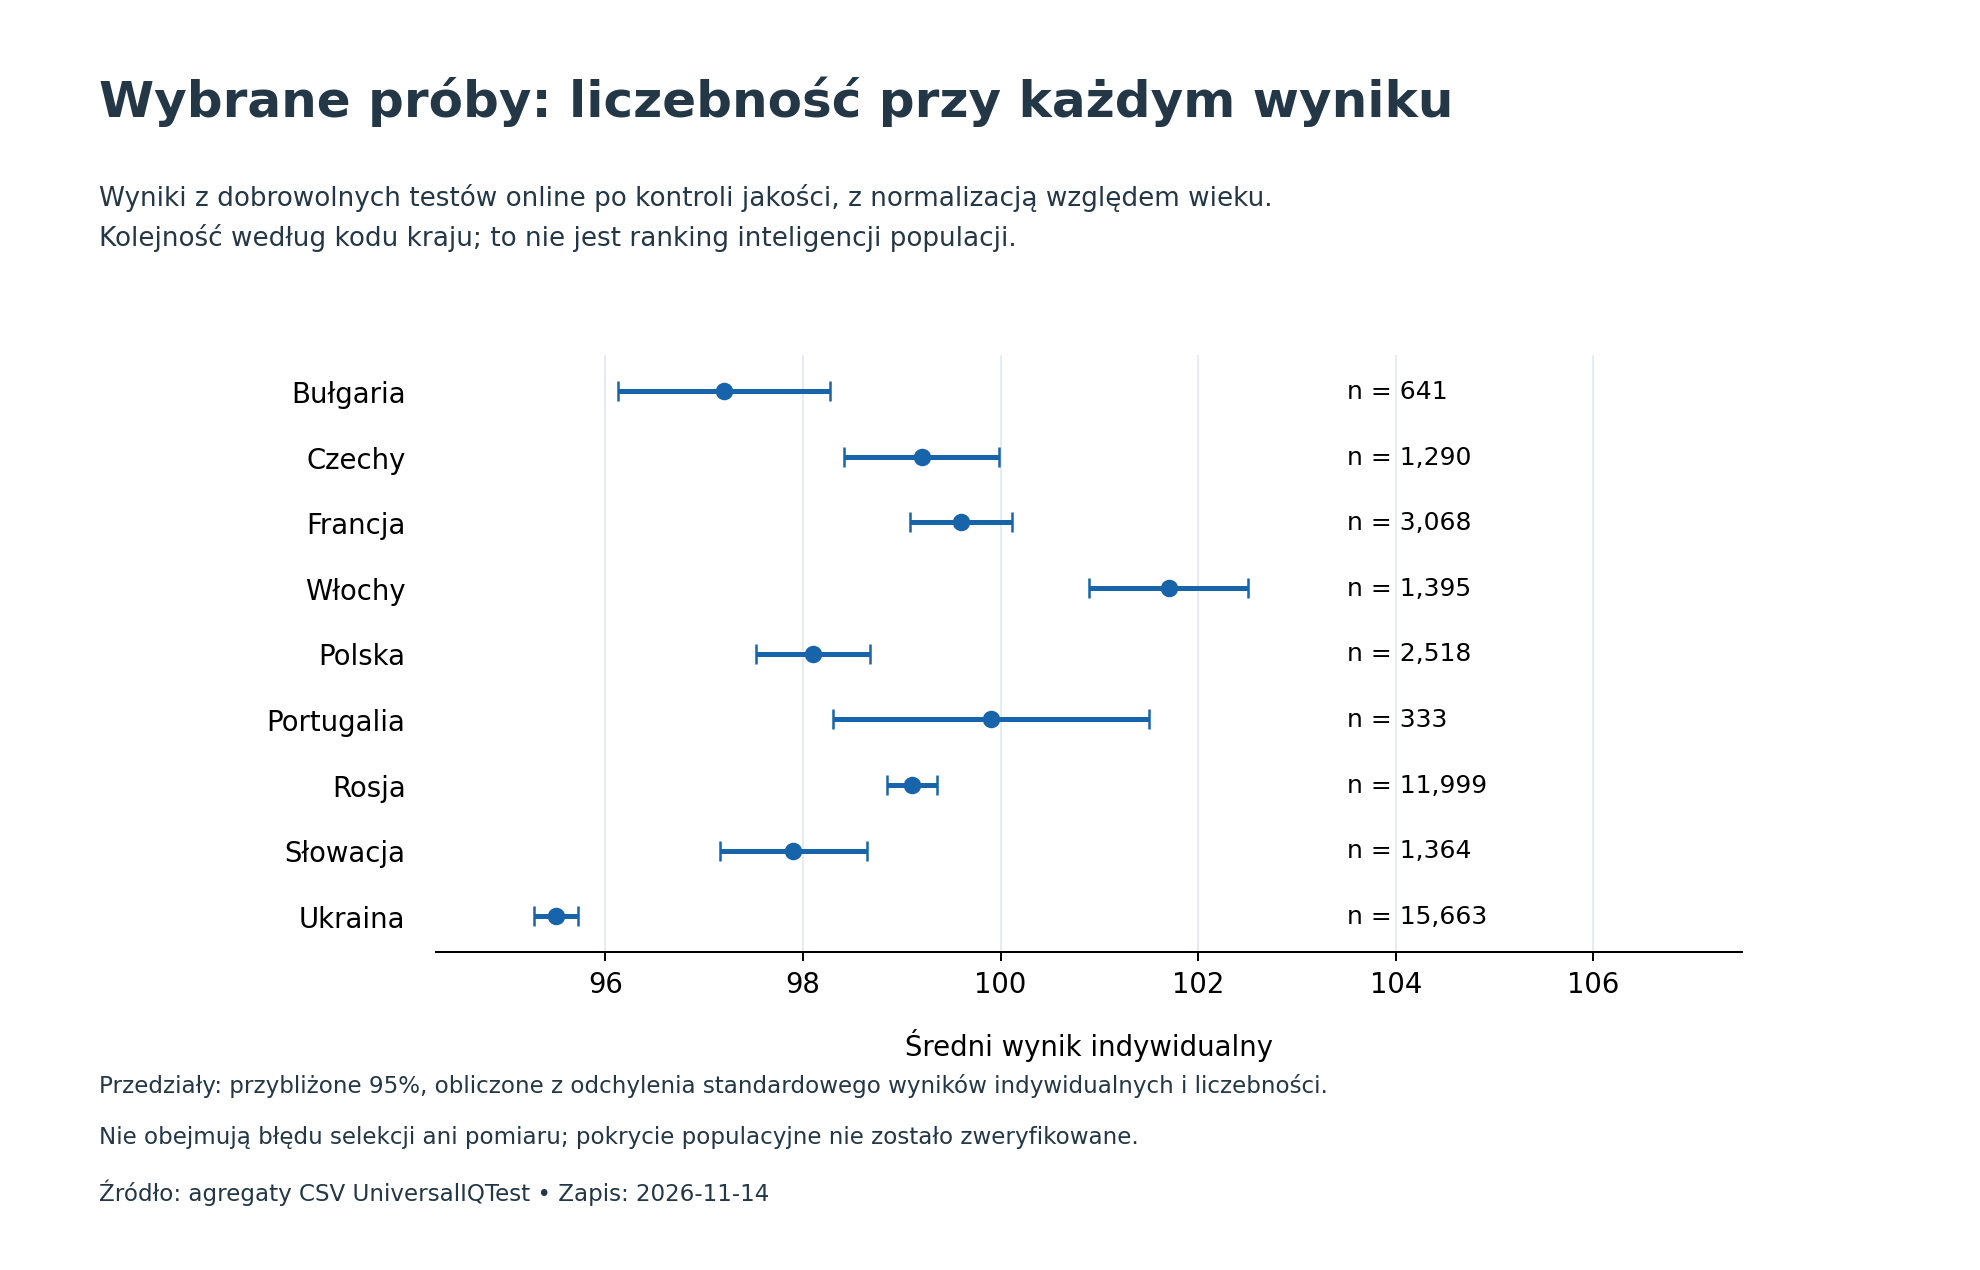 Wybrane próby: liczebność przy każdym wyniku
Wyniki z dobrowolnych testów online po kontroli jakości, z normalizacją względem wieku.
Kolejność według kodu kraju; to nie jest ranking inteligencji populacji.
Bułgaria n = 641
Czechy n = 1,290
Francja n = 3,068
Włochy n = 1,395
Polska n = 2,518
Portugalia n = 333
Rosja n = 11,999
Słowacja n = 1,364
Ukraina n = 15,663
96 98 100 102 104 106
Średni wynik indywidualny
Przedziały: przybliżone 95%, obliczone z odchylenia standardowego wyników indywidualnych i liczebności.
Nie obejmują błędu selekcji ani pomiaru; pokrycie populacyjne nie zostało zweryfikowane.
Źródło: agregaty CSV UniversalIQTest • Zapis: 2026-11-14